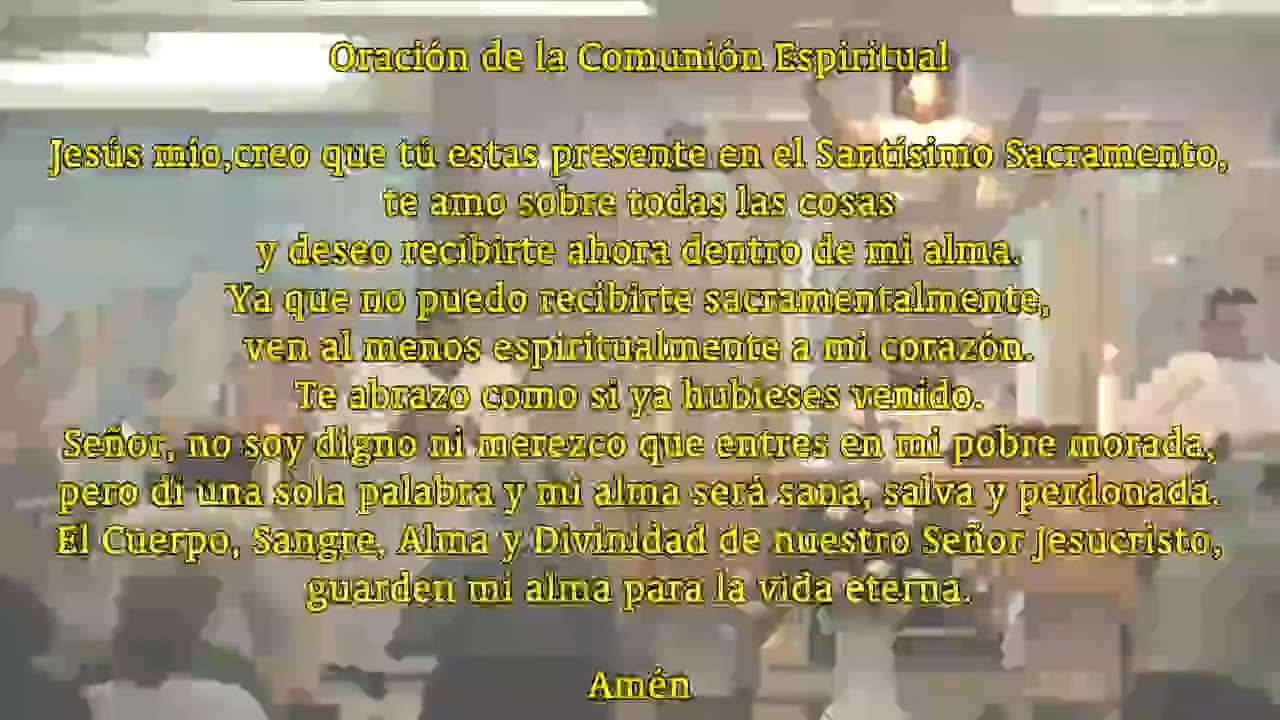 Oración de la Comunión Espiritual
Jesús mío,creo que tú estas presente en el Santísimo Sacramento,
te amo sobre todas las cosas
y deseo recibirte ahora dentro de mi alma.
Ya que no puedo recibirte sacramentalmente,
ven al menos espiritualmente a mi corazón.
Te abrazo como si ya hubieses venido.
Señor, no soy digno ni merezco que entres en mi pobre morada,
pero di una sola palabra y mi alma será sana, salva y perdonada.
El Cuerpo, Sangre, Alma y Divinidad de nuestro Señor Jesucristo,
guarden mi alma para la vida eterna.
Amén